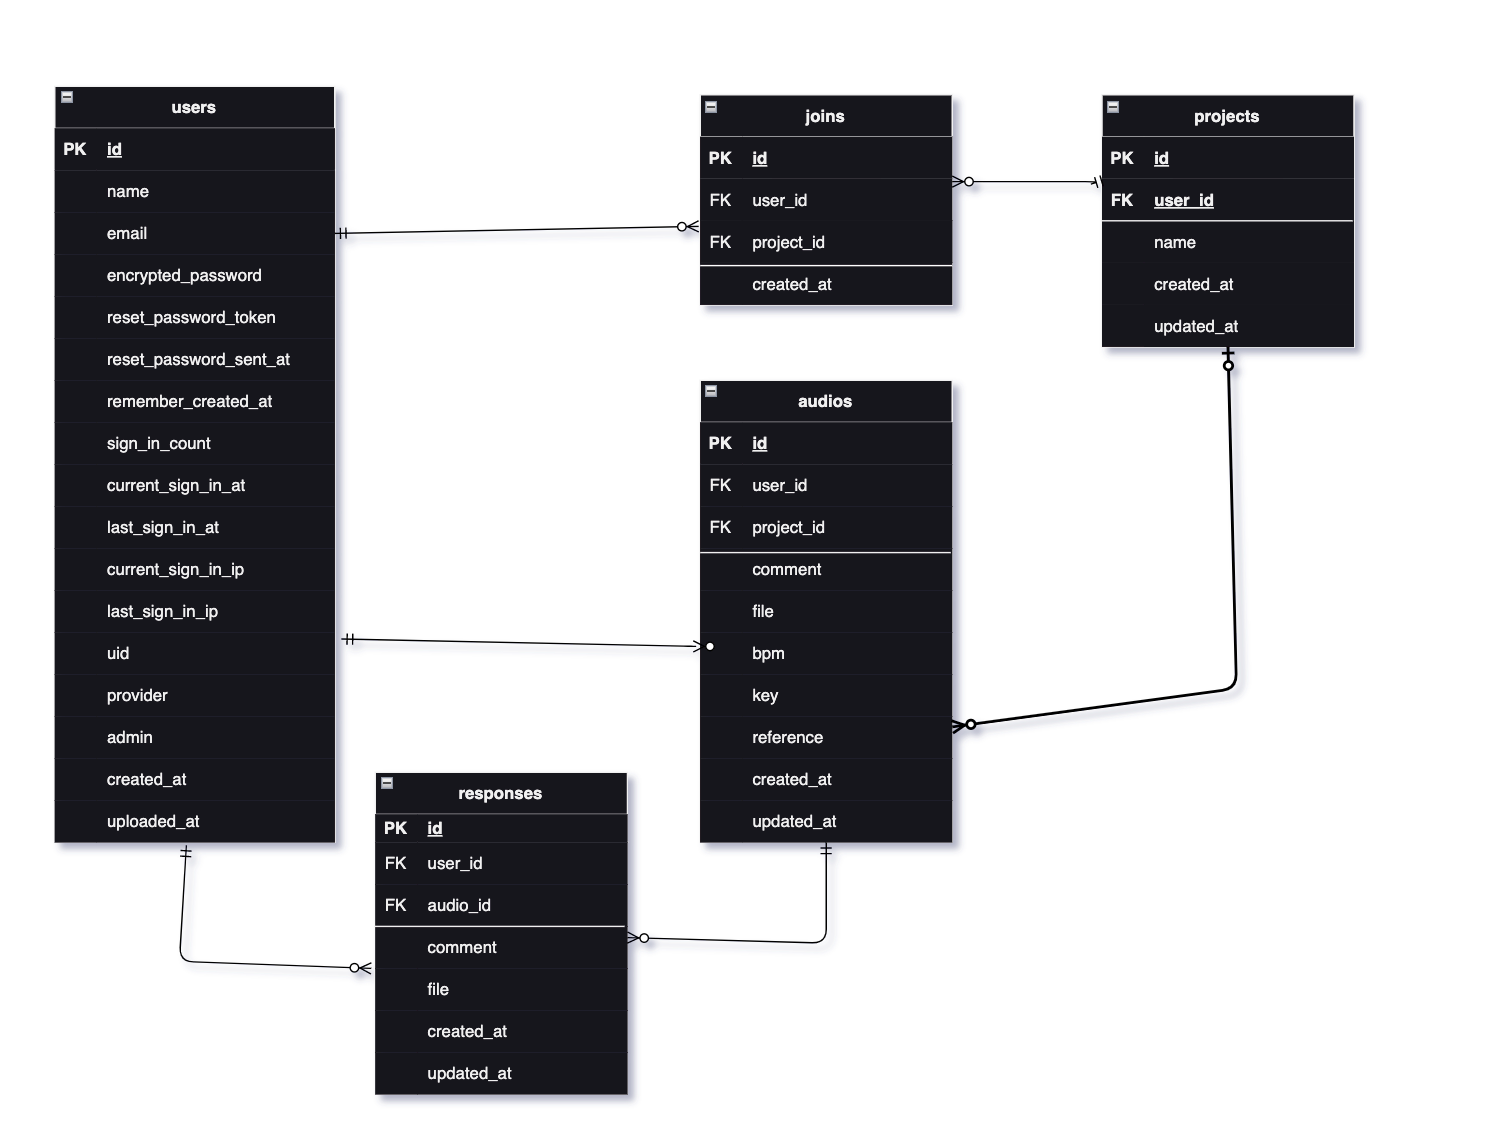 users
PK id
name
email
encrypted_password
reset_password_token
reset_password_sent_at
remember_created_at
sign_in_count
current_sign_in_at
last_sign_in_at
current_sign_in_ip
last_sign_in_ip
uid
provider
admin
created_at
uploaded_at
joins
PK id
FK user_id
FK project_id
created_at
projects
PK id
FK user_id
name
created_at
updated_at
audios
PK id
FK user_id
FK project_id
comment
file
bpm
key
reference
created_at
updated_at
responses
PK id
FK user_id
FK audio_id
comment
file
created_at
updated_at